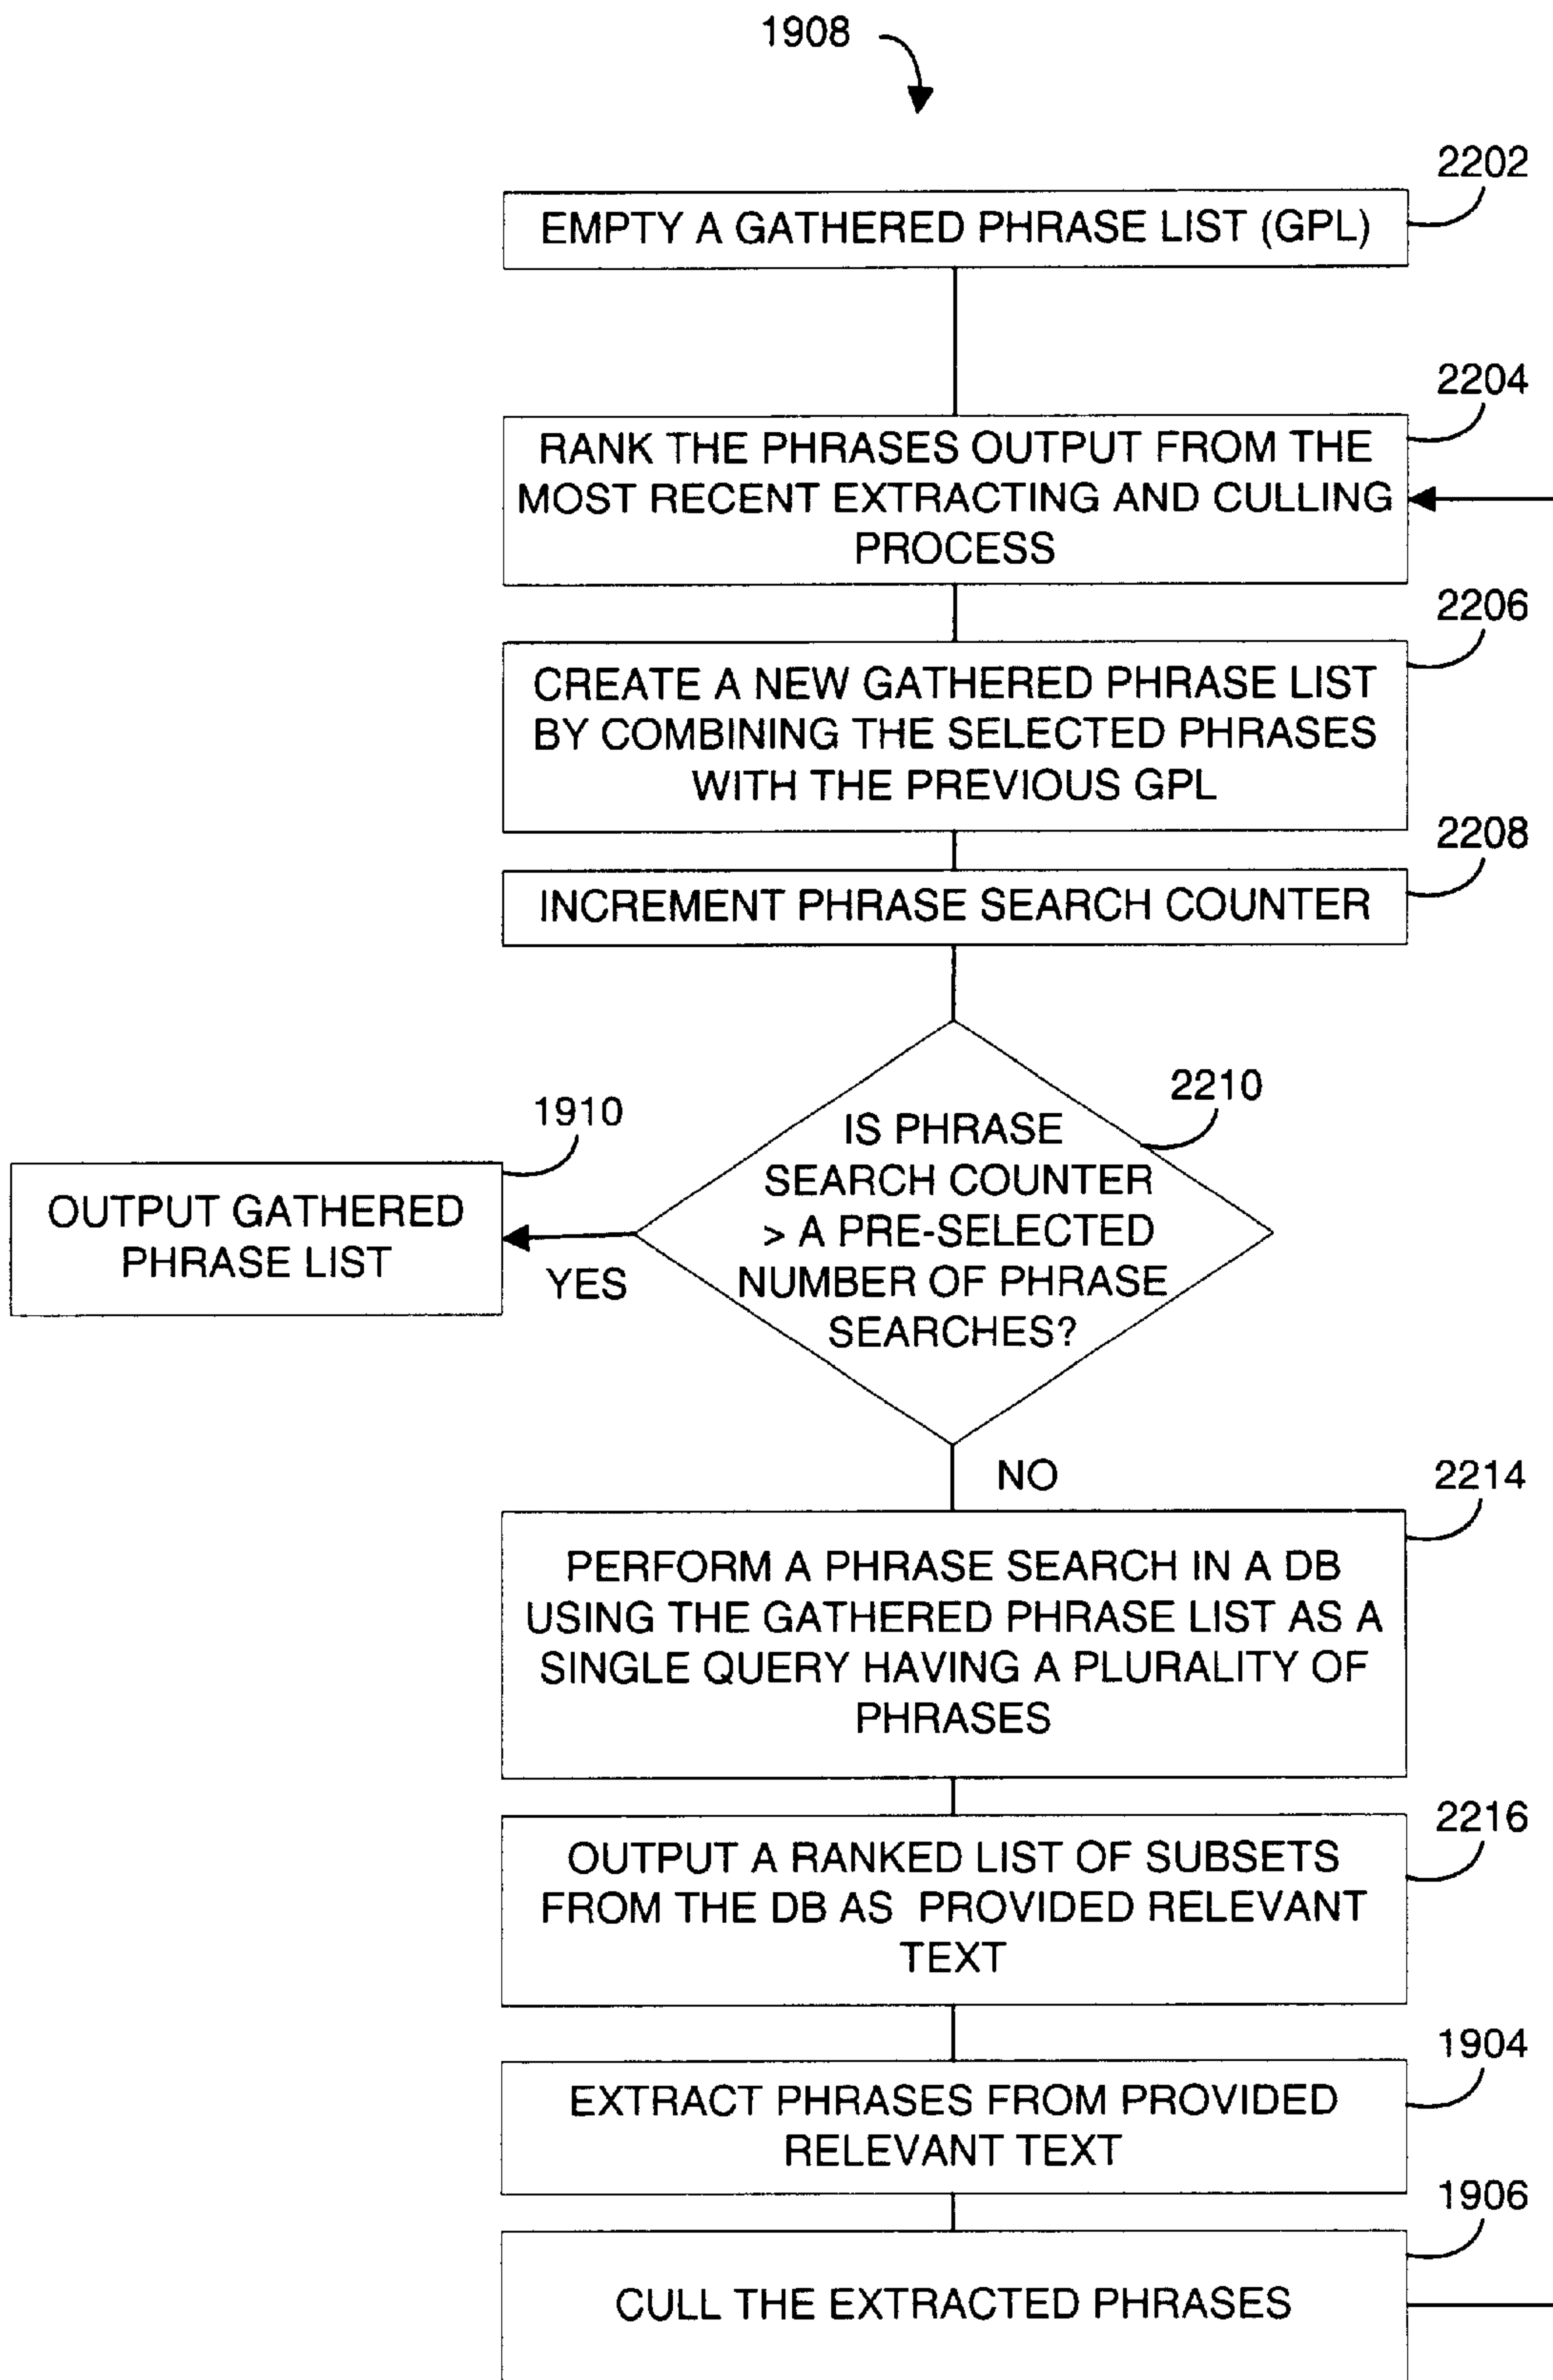 1908
2202
EMPTY A GATHERED PHRASE LIST (GPL)
2204
RANK THE PHRASES OUTPUT FROM THE
MOST RECENT EXTRACTING AND CULLING
PROCESS
2206
CREATE A NEW GATHERED PHRASE LIST
BY COMBINING THE SELECTED PHRASES
WITH THE PREVIOUS GPL
2208
INCREMENT PHRASE SEARCH COUNTER
2210
IS PHRASE
SEARCH COUNTER
> A PRE-SELECTED
NUMBER OF PHRASE
SEARCHES?
1910
OUTPUT GATHERED
PHRASE LIST
YES
NO
2214
PERFORM A PHRASE SEARCH IN A DB
USING THE GATHERED PHRASE LIST AS A
SINGLE QUERY HAVING A PLURALITY OF
PHRASES
2216
OUTPUT A RANKED LIST OF SUBSETS
FROM THE DB AS PROVIDED RELEVANT
TEXT
1904
EXTRACT PHRASES FROM PROVIDED
RELEVANT TEXT
1906
CULL THE EXTRACTED PHRASES